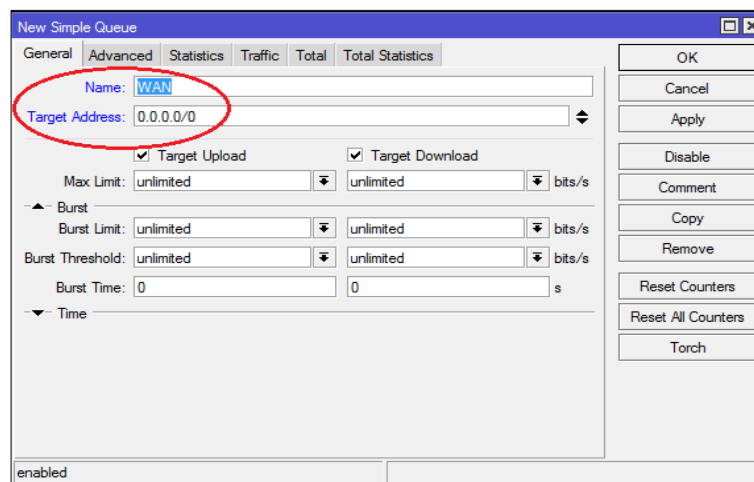 New Simple Queue
General Advanced Statistics Traffic Total Total Statistics
Name: WAN
Target Address: 0.0.0.0/0
Target Upload Target Download
Max Limit: unlimited unlimited bits/s
Burst
Burst Limit: unlimited unlimited bits/s
Burst Threshold: unlimited unlimited bits/s
Burst Time: 0 0 s
Time
OK
Cancel
Apply
Disable
Comment
Copy
Remove
Reset Counters
Reset All Counters
Torch
enabled